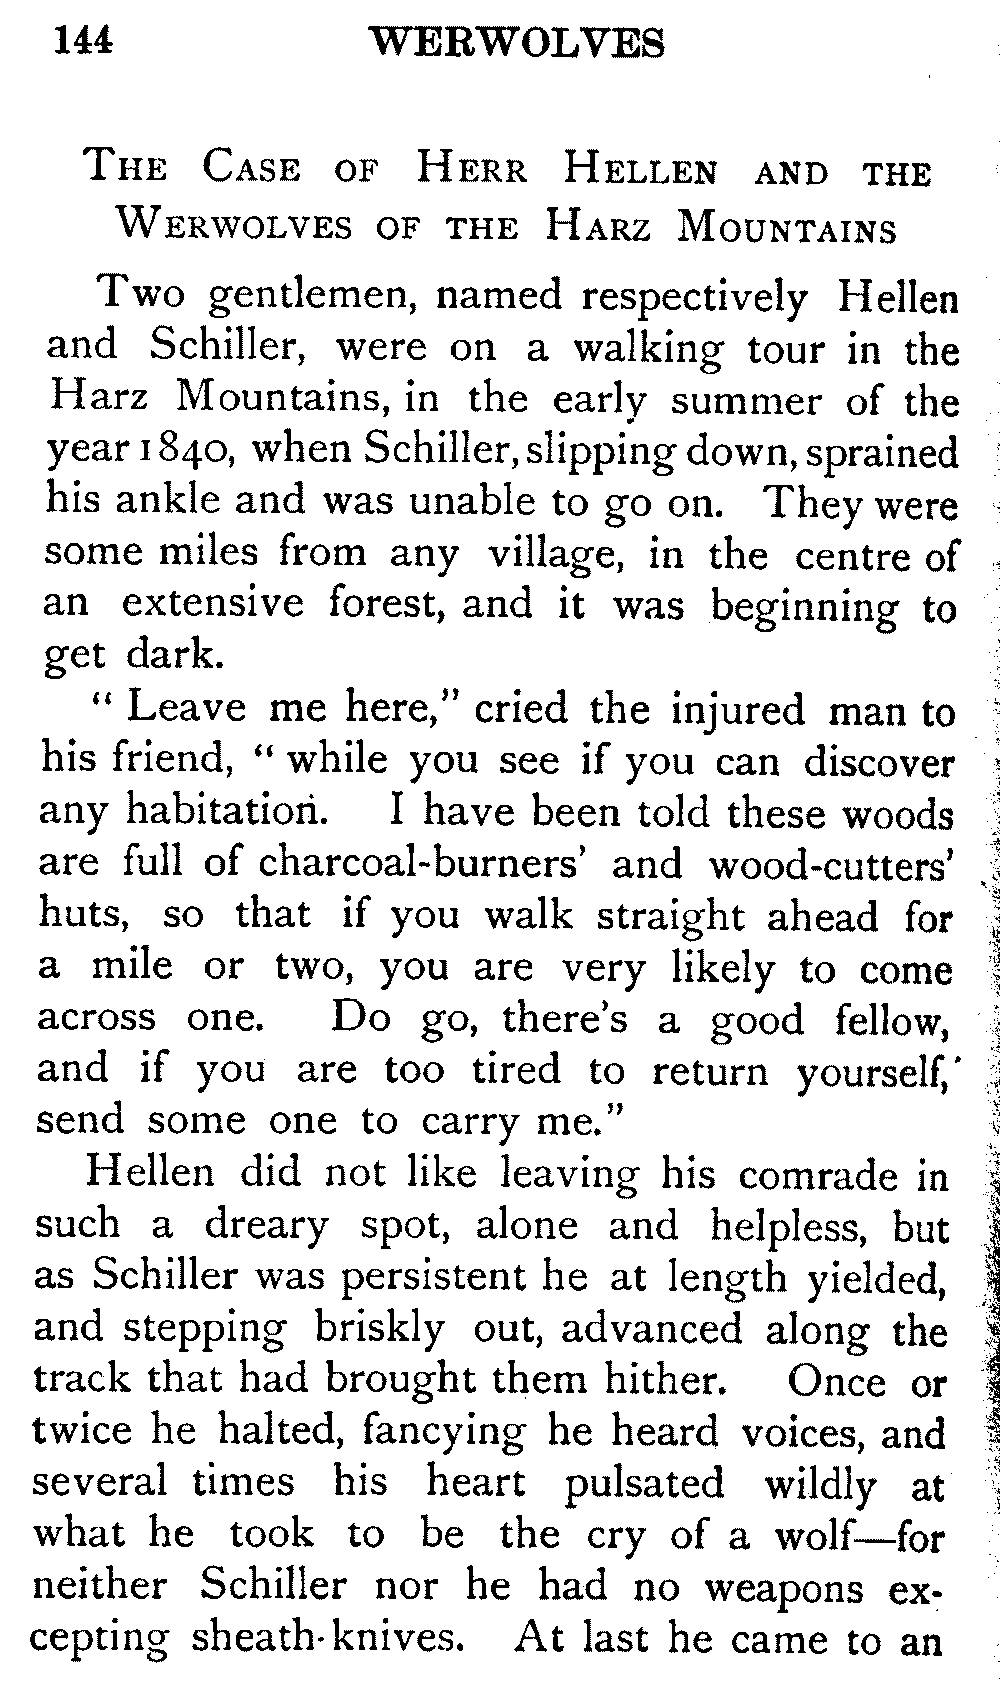 144 WERWOLVES
The Case of Herr Hellen and the
Werwolves of the Harz Mountains
Two gentlemen, named respectively Hellen
and Schiller, were on a walking tour in the
Harz Mountains, in the early summer of the
year 1840, when Schiller, slipping down, sprained
his ankle and was unable to go on. They were
some miles from any village, in the centre of
an extensive forest, and it was beginning to
get dark.
" Leave me here," cried the injured man to
his friend, " while you see if you can discover
any habitation. I have been told these woods
are full of charcoal-burners' and wood-cutters'
huts, so that if you walk straight ahead for
a mile or two, you are very likely to come
across one. Do go, there's a good fellow,
and if you are too tired to return yourself,
send some one to carry me."
Hellen did not like leaving his comrade in
such a dreary spot, alone and helpless, but
as Schiller was persistent he at length yielded,
and stepping briskly out, advanced along the
track that had brought them hither. Once or
twice he halted, fancying he heard voices, and
several times his heart pulsated wildly at
what he took to be the cry of a wolf—for
neither Schiller nor he had no weapons ex-
cepting sheath-knives. At last he came to an